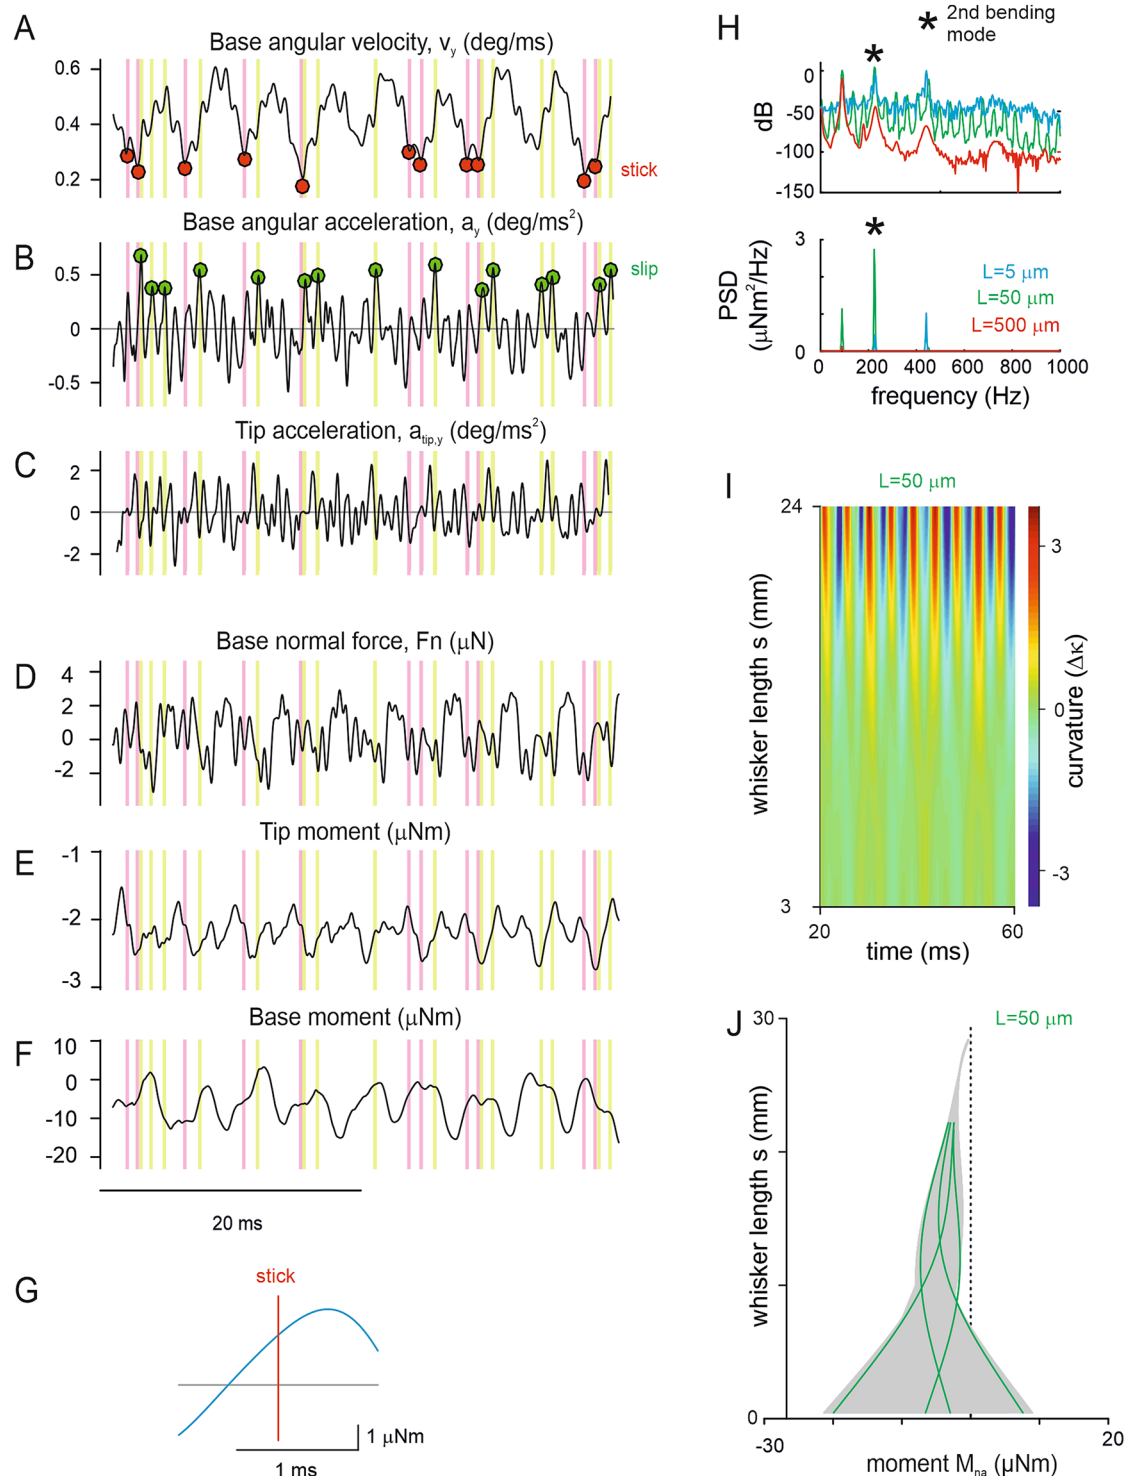 A
Base angular velocity, vy (deg/ms)
0.6
0.4
0.2
stick
B
Base angular acceleration, ay (deg/ms2)
0.5
0
-0.5
slip
C
Tip acceleration, atip,y (deg/ms2)
2
0
-2
D
Base normal force, Fn (μN)
4
2
0
-2
E
Tip moment (μNm)
-1
-2
-3
F
Base moment (μNm)
10
0
-10
-20
20 ms
G
stick
1 μNm
1 ms
H
* 2nd bending
mode
*
0
-50
-100
-150
dB
*
3
0
PSD
(μNm2/Hz)
L=5 μm
L=50 μm
L=500 μm
0 200 400 600 800 1000
frequency (Hz)
I
L=50 μm
24
3
whisker length s (mm)
20 60
time (ms)
3
0
-3
curvature (Δκ)
J
L=50 μm
30
0
whisker length s (mm)
-30 20
moment Mna (μNm)